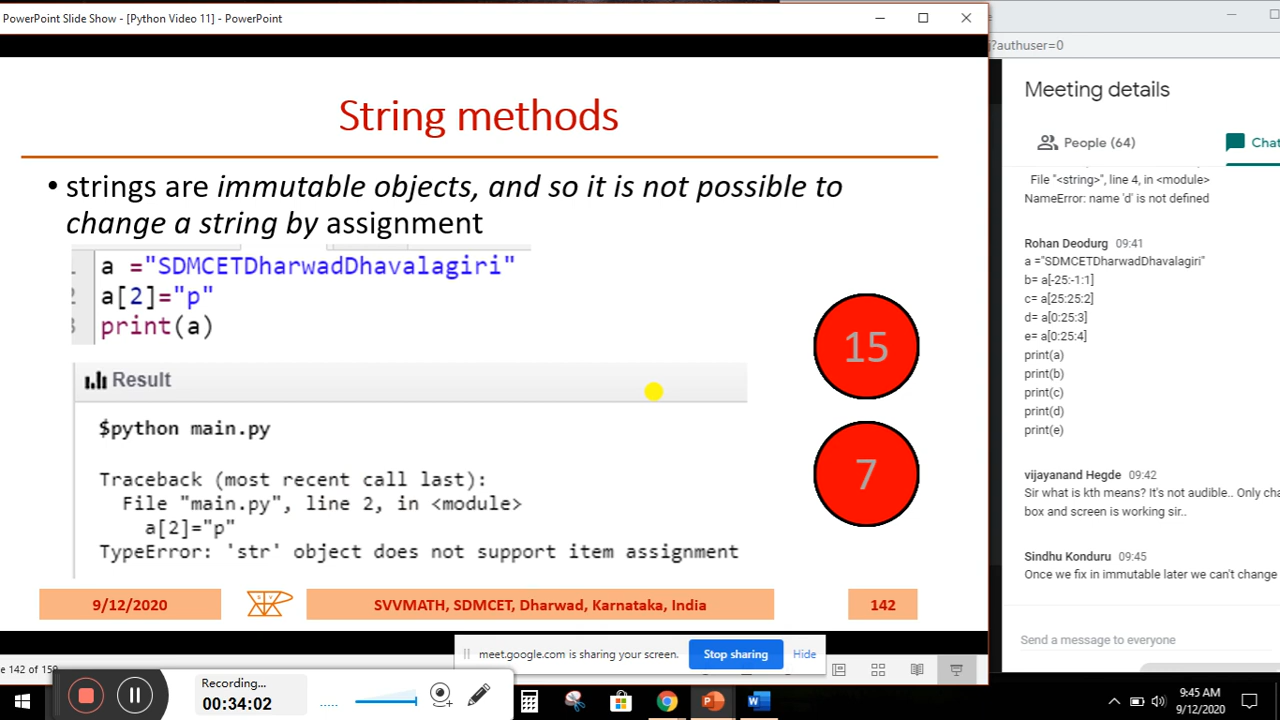 PowerPoint Slide Show - [Python Video 11] - PowerPoint
?authuser=0
String methods
• strings are immutable objects, and so it is not possible to
change a string by assignment
a ="SDMCETDharwadDhavalagiri"
2 a[2]="p"
3 print(a)
Result
$python main.py
Traceback (most recent call last):
File "main.py", line 2, in <module>
a[2]="p"
TypeError: 'str' object does not support item assignment
15
7
9/12/2020
SVVMATH, SDMCET, Dharwad, Karnataka, India
142
Meeting details
People (64)
Chat
File "<string>", line 4, in <module>
NameError: name 'd' is not defined
Rohan Deodurg 09:41
a ="SDMCETDharwadDhavalagiri"
b= a[-25:-1:1]
c= a[25:25:2]
d= a[0:25:3]
e= a[0:25:4]
print(a)
print(b)
print(c)
print(d)
print(e)
vijayanand Hegde 09:42
Sir what is kth means? It's not audible.. Only cha
box and screen is working sir..
Sindhu Konduru 09:45
Once we fix in immutable later we can't change
Send a message to everyone
meet.google.com is sharing your screen.
Stop sharing
Hide
142 of 159
Recording...
00:34:02
9:45 AM
9/12/2020